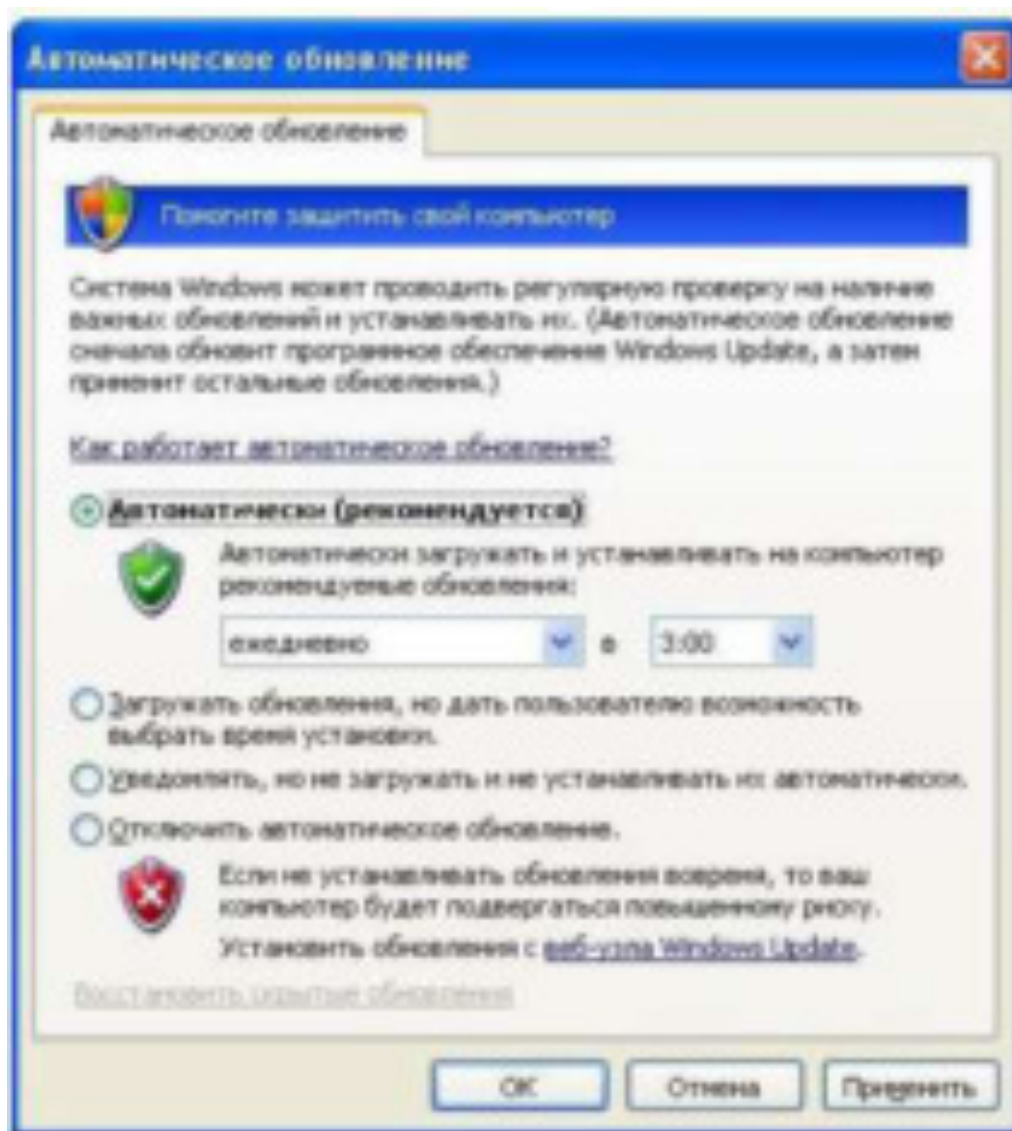 Автоматическое обновление
Автоматическое обновление
Помогите защитить свой компьютер
Система Windows может проводить регулярную проверку на наличие
важных обновлений и устанавливать их. (Автоматическое обновление
сначала обновит программное обеспечение Windows Update, а затем
применит остальные обновления.)
Как работает автоматическое обновление?
Автоматически (рекомендуется)
Автоматически загружать и устанавливать на компьютер
рекомендуемые обновления:
ежедневно в 3:00
Загружать обновления, но дать пользователю возможность
выбрать время установки.
Уведомлять, но не загружать и не устанавливать их автоматически.
Отключить автоматическое обновление.
Если не устанавливать обновления вовремя, то ваш
компьютер будет подвергаться повышенному риску.
Установить обновления с веб-узла Windows Update.
Восстановить скрытые обновления
ОК Отмена Применить